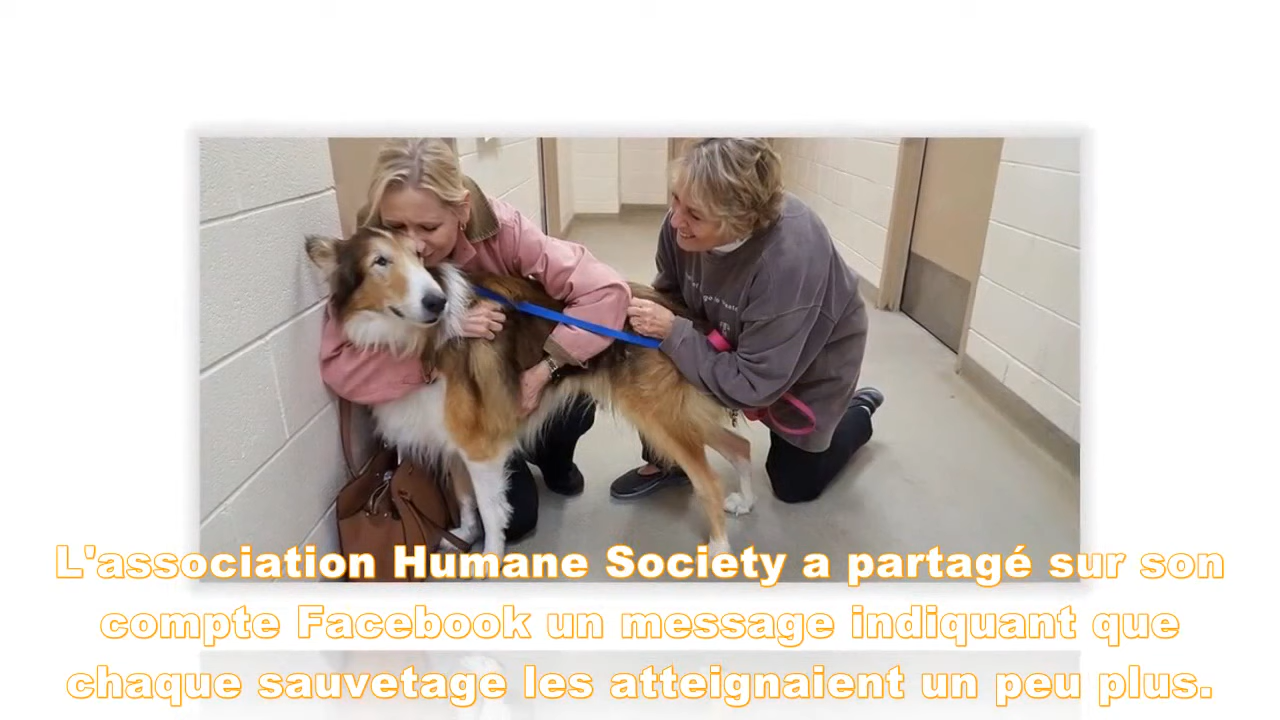 L'association Humane Society a partagé sur son
compte Facebook un message indiquant que
chaque sauvetage les atteignaient un peu plus.